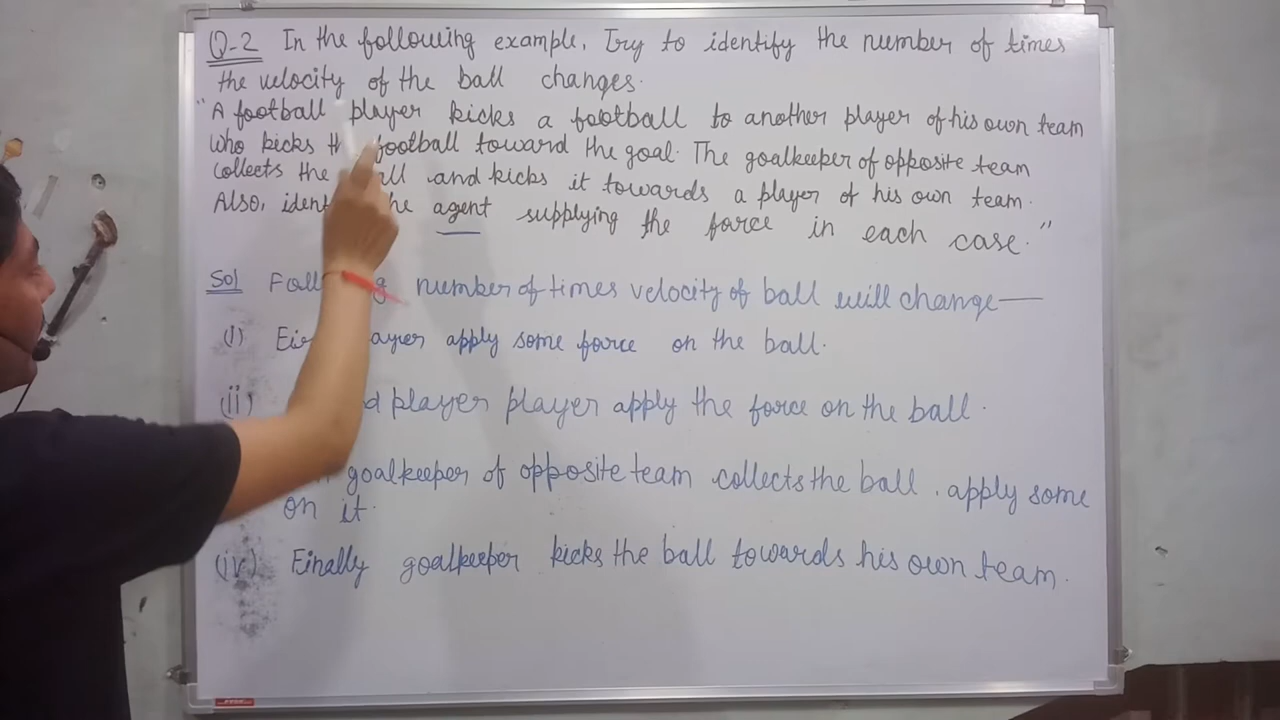 Q-2 In the following example, Try to identify the number of times
the velocity of the ball changes.
"A football player kicks a football to another player of his own team
Who kicks th football toward the goal. The goalkeeper of opposite team
collects the ll and kicks it towards a player of his own team.
Also, ident he agent supplying the force in each case."
Sol Foll g number of times velocity of ball will change—
(i) Fir layer apply some force on the ball.
(ii) d player player apply the force on the ball.
goalkeeper of opposite team collects the ball, apply some
on it.
(iv) Finally goalkeeper kicks the ball towards his own team.